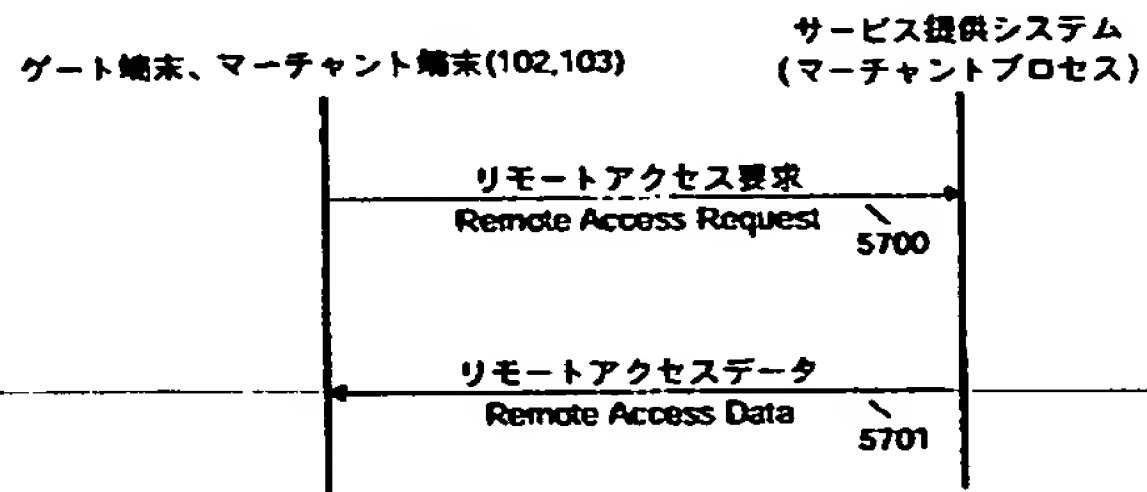 サービス提供システム
ゲート端末、マーチャント端末(102,103)
(マーチャントプロセス)
リモートアクセス要求
Remote Access Request
5700
リモートアクセスデータ
Remote Access Data
5701